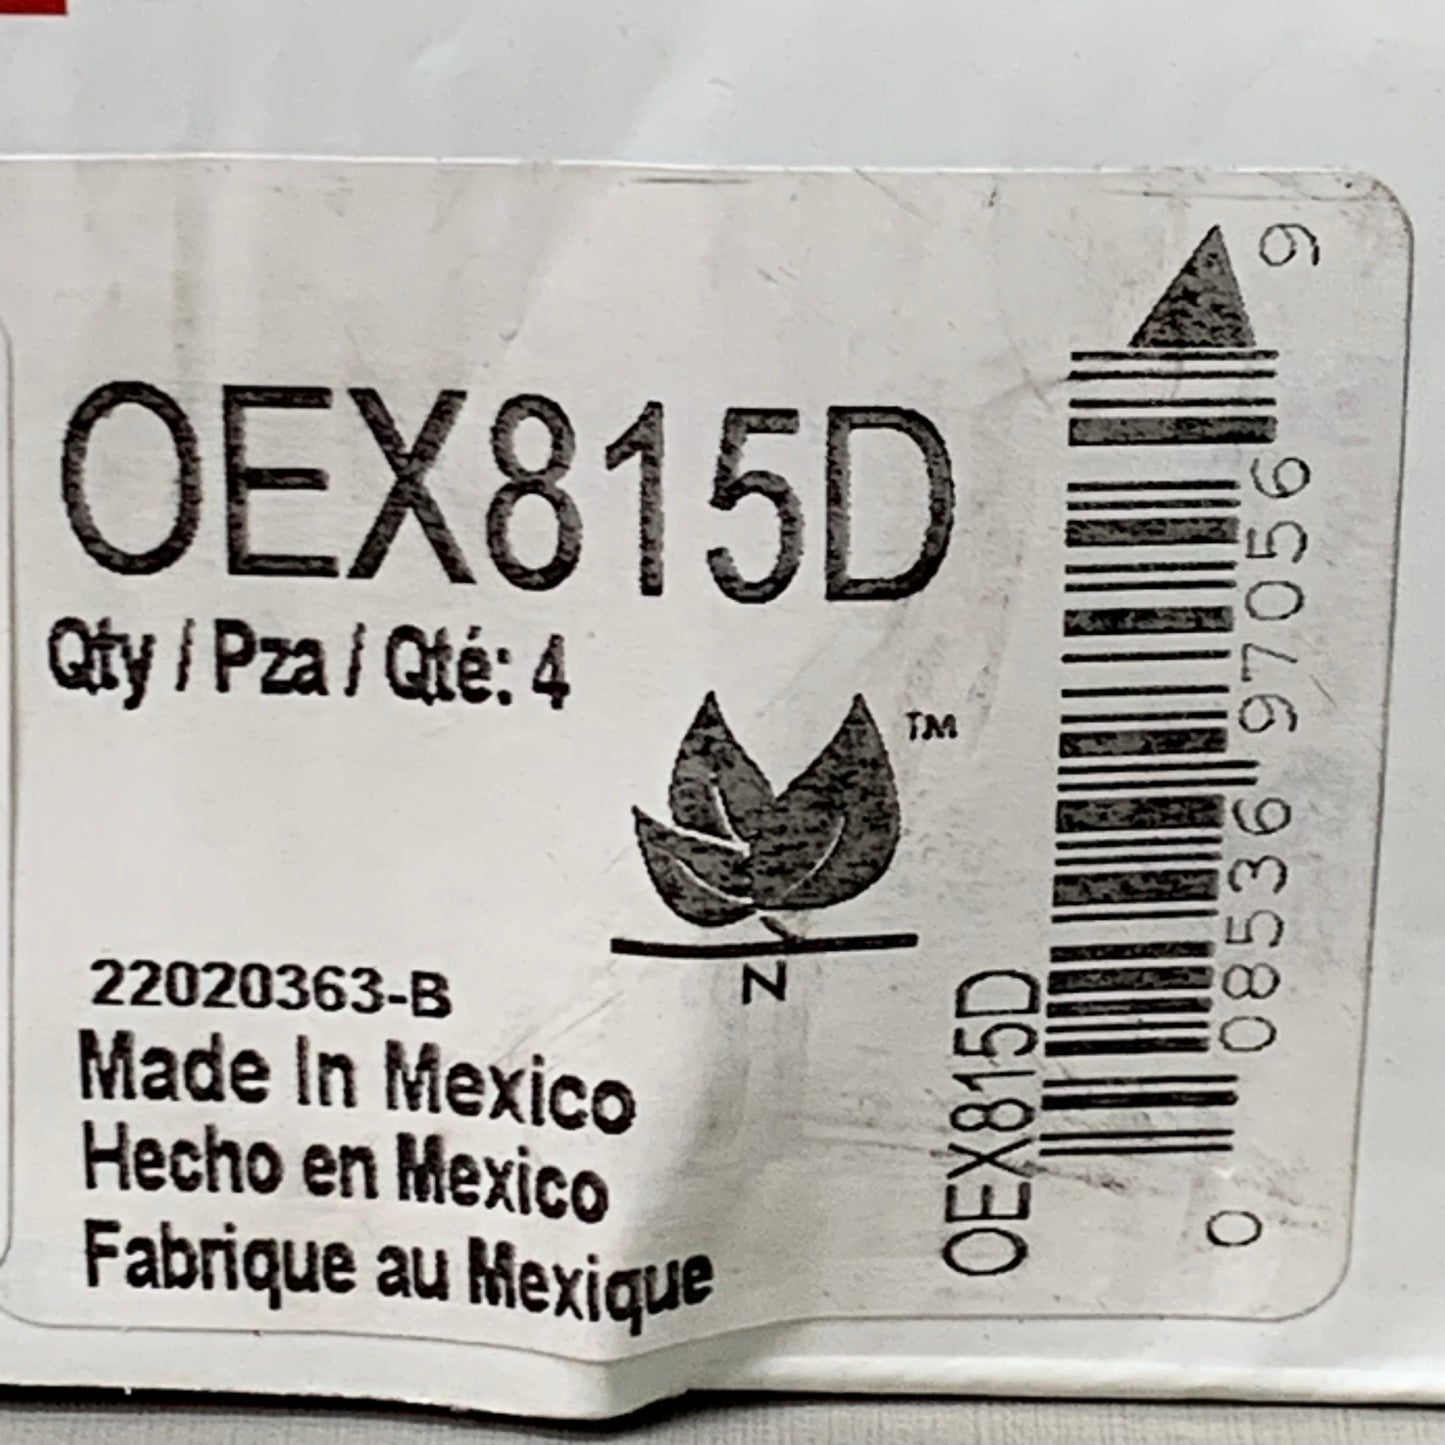 OEX815D
Qty / Pza / Qté: 4
TM
N
22020363-B
Made In Mexico
Hecho en Mexico
Fabrique au Mexique
OEX815D
0 08536 97056 9